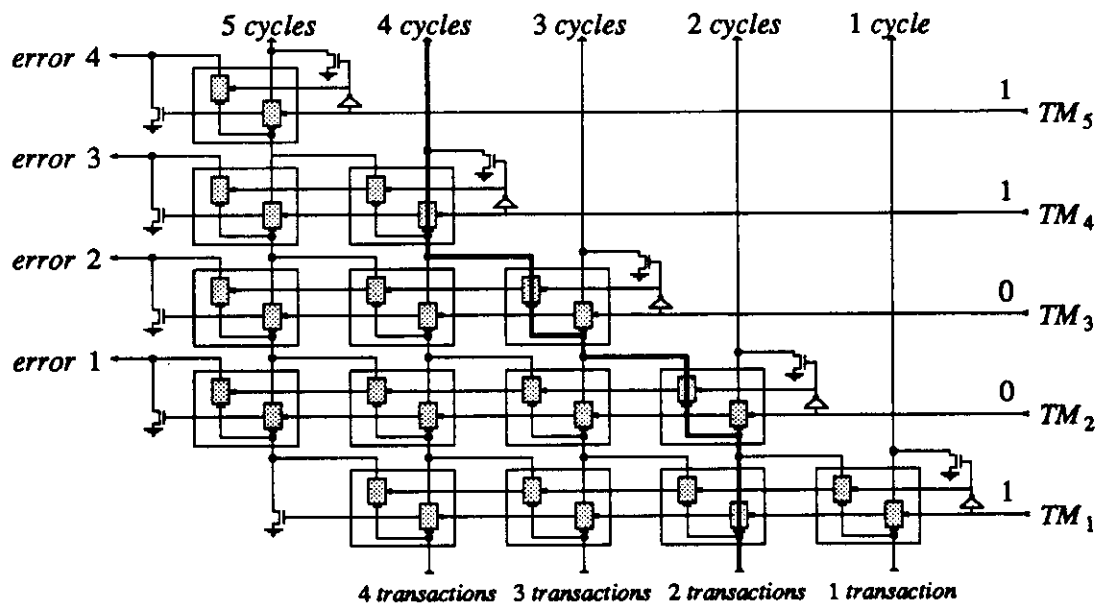 5 cycles 4 cycles 3 cycles 2 cycles 1 cycle
error 4
1 TM5
error 3
1 TM4
error 2
0 TM3
error 1
0 TM2
1 TM1
4 transactions 3 transactions 2 transactions 1 transaction